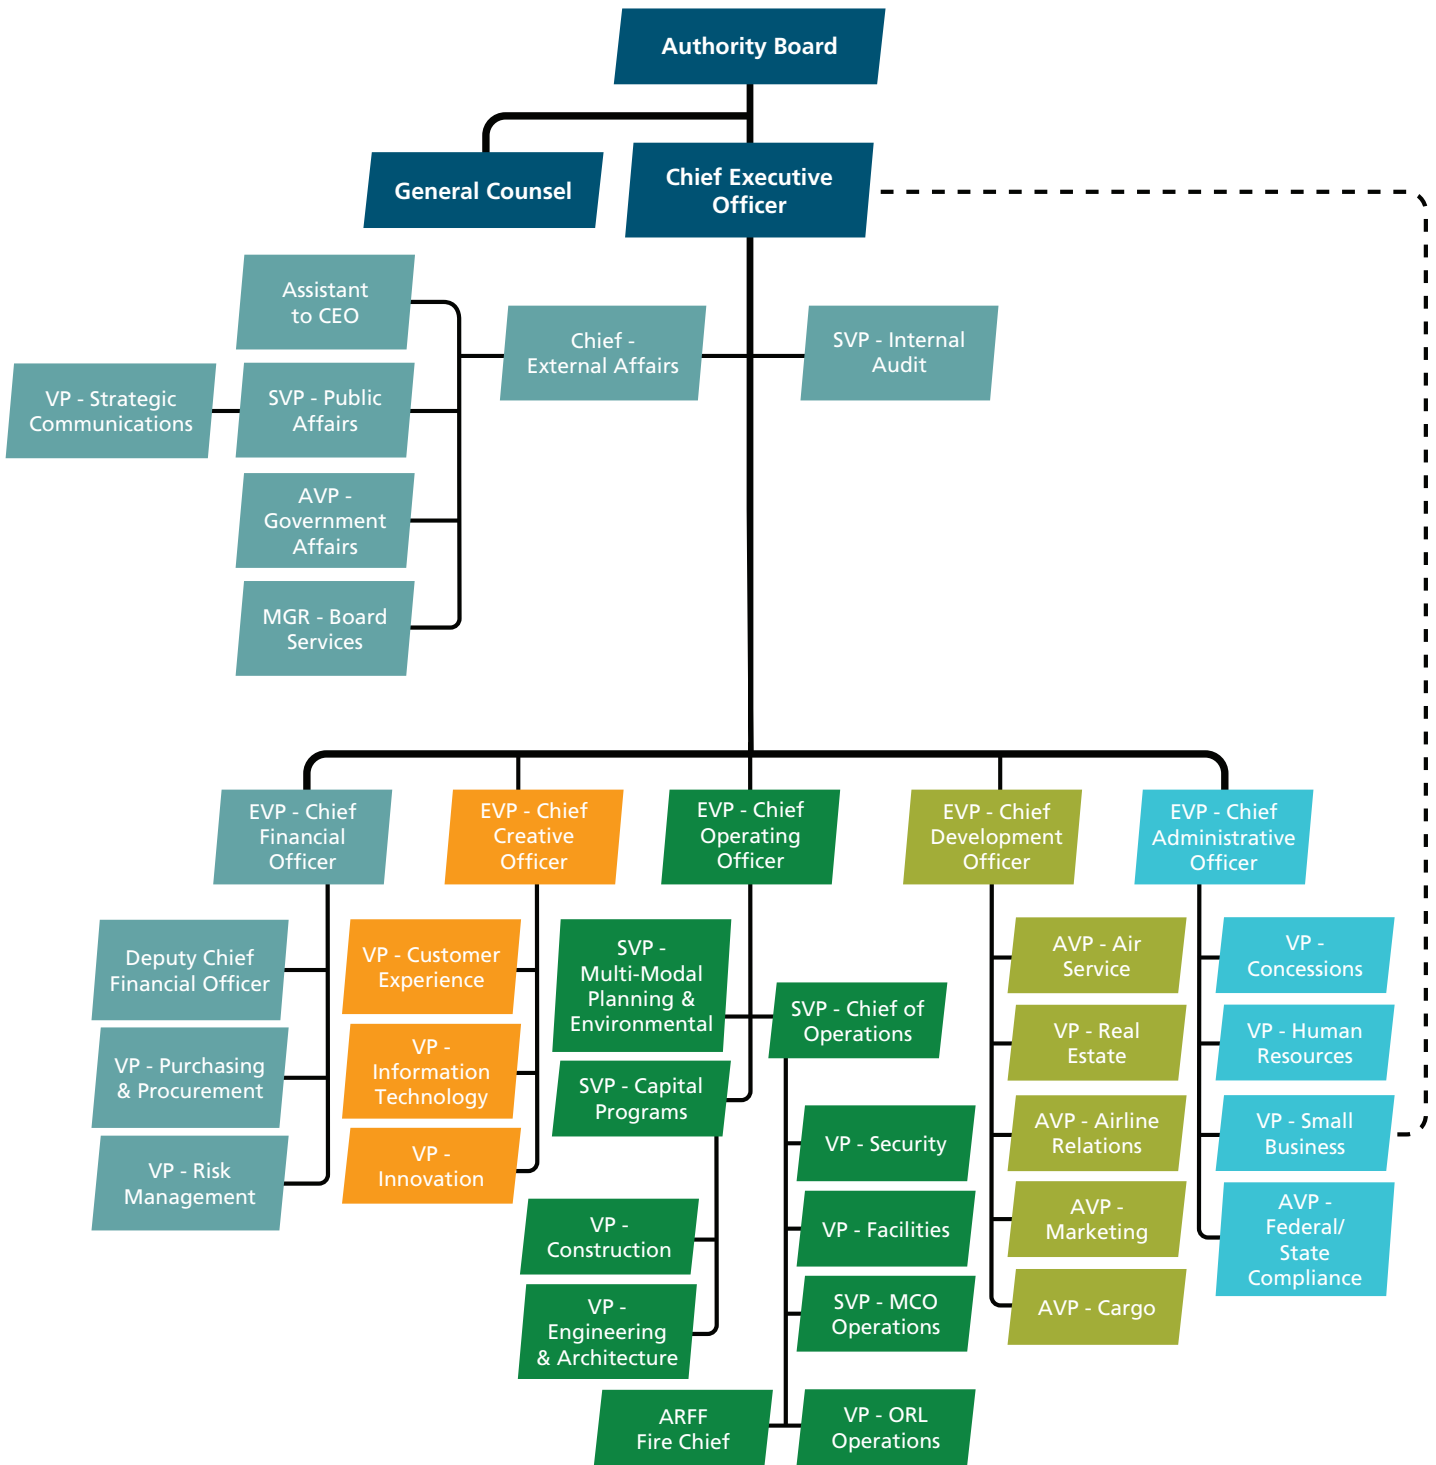 Authority Board
General Counsel
Chief Executive
Officer
Assistant
to CEO
Chief -
External Affairs
SVP - Internal
Audit
VP - Strategic
Communications
SVP - Public
Affairs
AVP -
Government
Affairs
MGR - Board
Services
EVP - Chief
Financial
Officer
EVP - Chief
Creative
Officer
EVP - Chief
Operating
Officer
EVP - Chief
Development
Officer
EVP - Chief
Administrative
Officer
Deputy Chief
Financial Officer
VP - Purchasing
& Procurement
VP - Risk
Management
VP - Customer
Experience
VP -
Information
Technology
VP -
Innovation
SVP -
Multi-Modal
Planning &
Environmental
SVP - Chief of
Operations
SVP - Capital
Programs
VP -
Construction
VP -
Engineering
& Architecture
VP - Security
VP - Facilities
SVP - MCO
Operations
ARFF
Fire Chief
VP - ORL
Operations
AVP - Air
Service
VP - Real
Estate
AVP - Airline
Relations
AVP -
Marketing
AVP - Cargo
VP -
Concessions
VP - Human
Resources
VP - Small
Business
AVP -
Federal/
State
Compliance